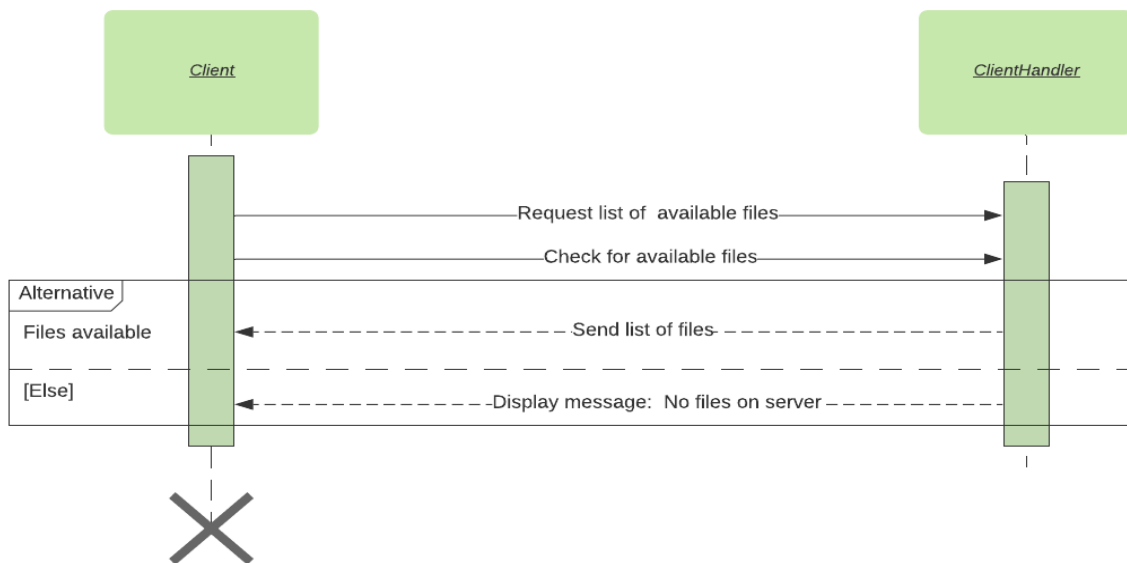 Client
ClientHandler
Request list of  available files
Check for available files
Alternative
Files available
Send list of files
[Else]
Display message:  No files on server